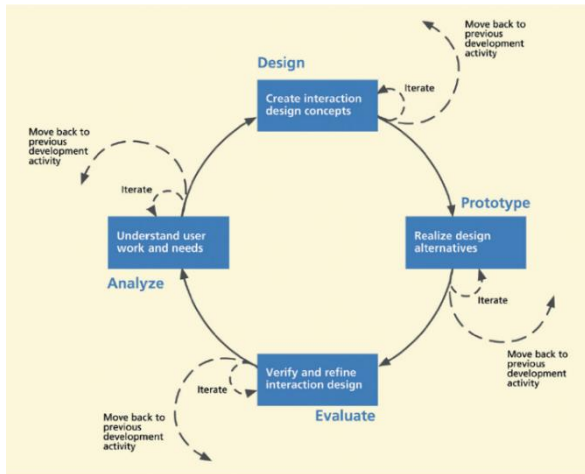 Move back to
previous
development
activity
Design
Iterate
Create interaction
design concepts
Move back to
previous
development
activity
Iterate
Prototype
Understand user
work and needs
Realize design
alternatives
Analyze
Iterate
Move back to
previous
development
activity
Verify and refine
interaction design
Iterate
Evaluate
Move back to
previous
development
activity